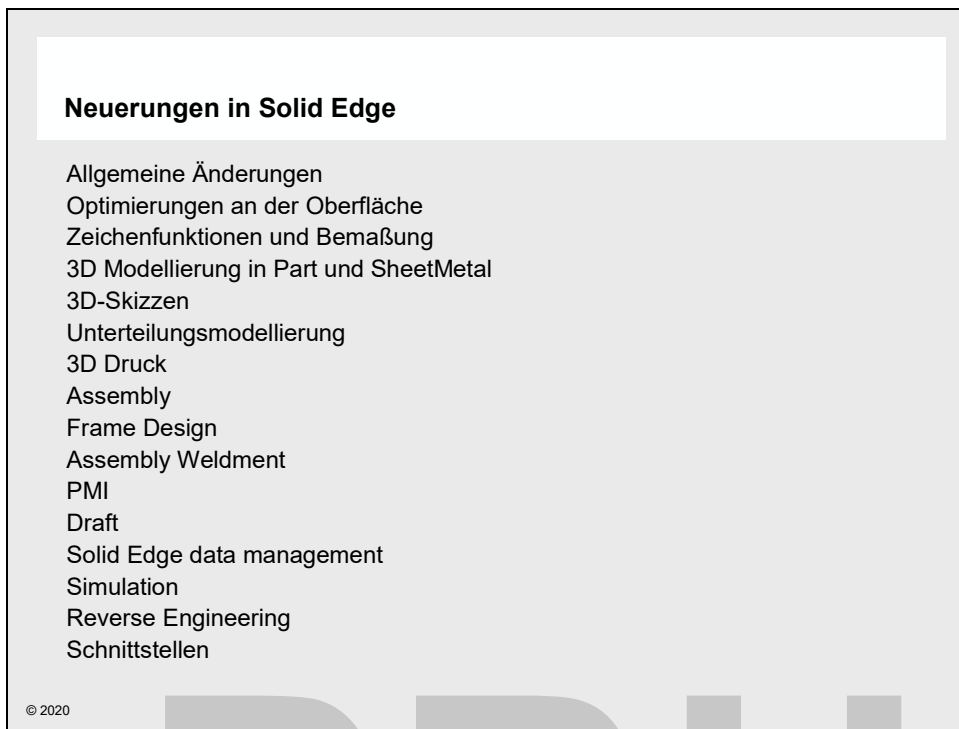 Neuerungen in Solid Edge
Allgemeine Änderungen
Optimierungen an der Oberfläche
Zeichenfunktionen und Bemaßung
3D Modellierung in Part und SheetMetal
3D-Skizzen
Unterteilungsmodellierung
3D Druck
Assembly
Frame Design
Assembly Weldment
PMI
Draft
Solid Edge data management
Simulation
Reverse Engineering
Schnittstellen
© 2020